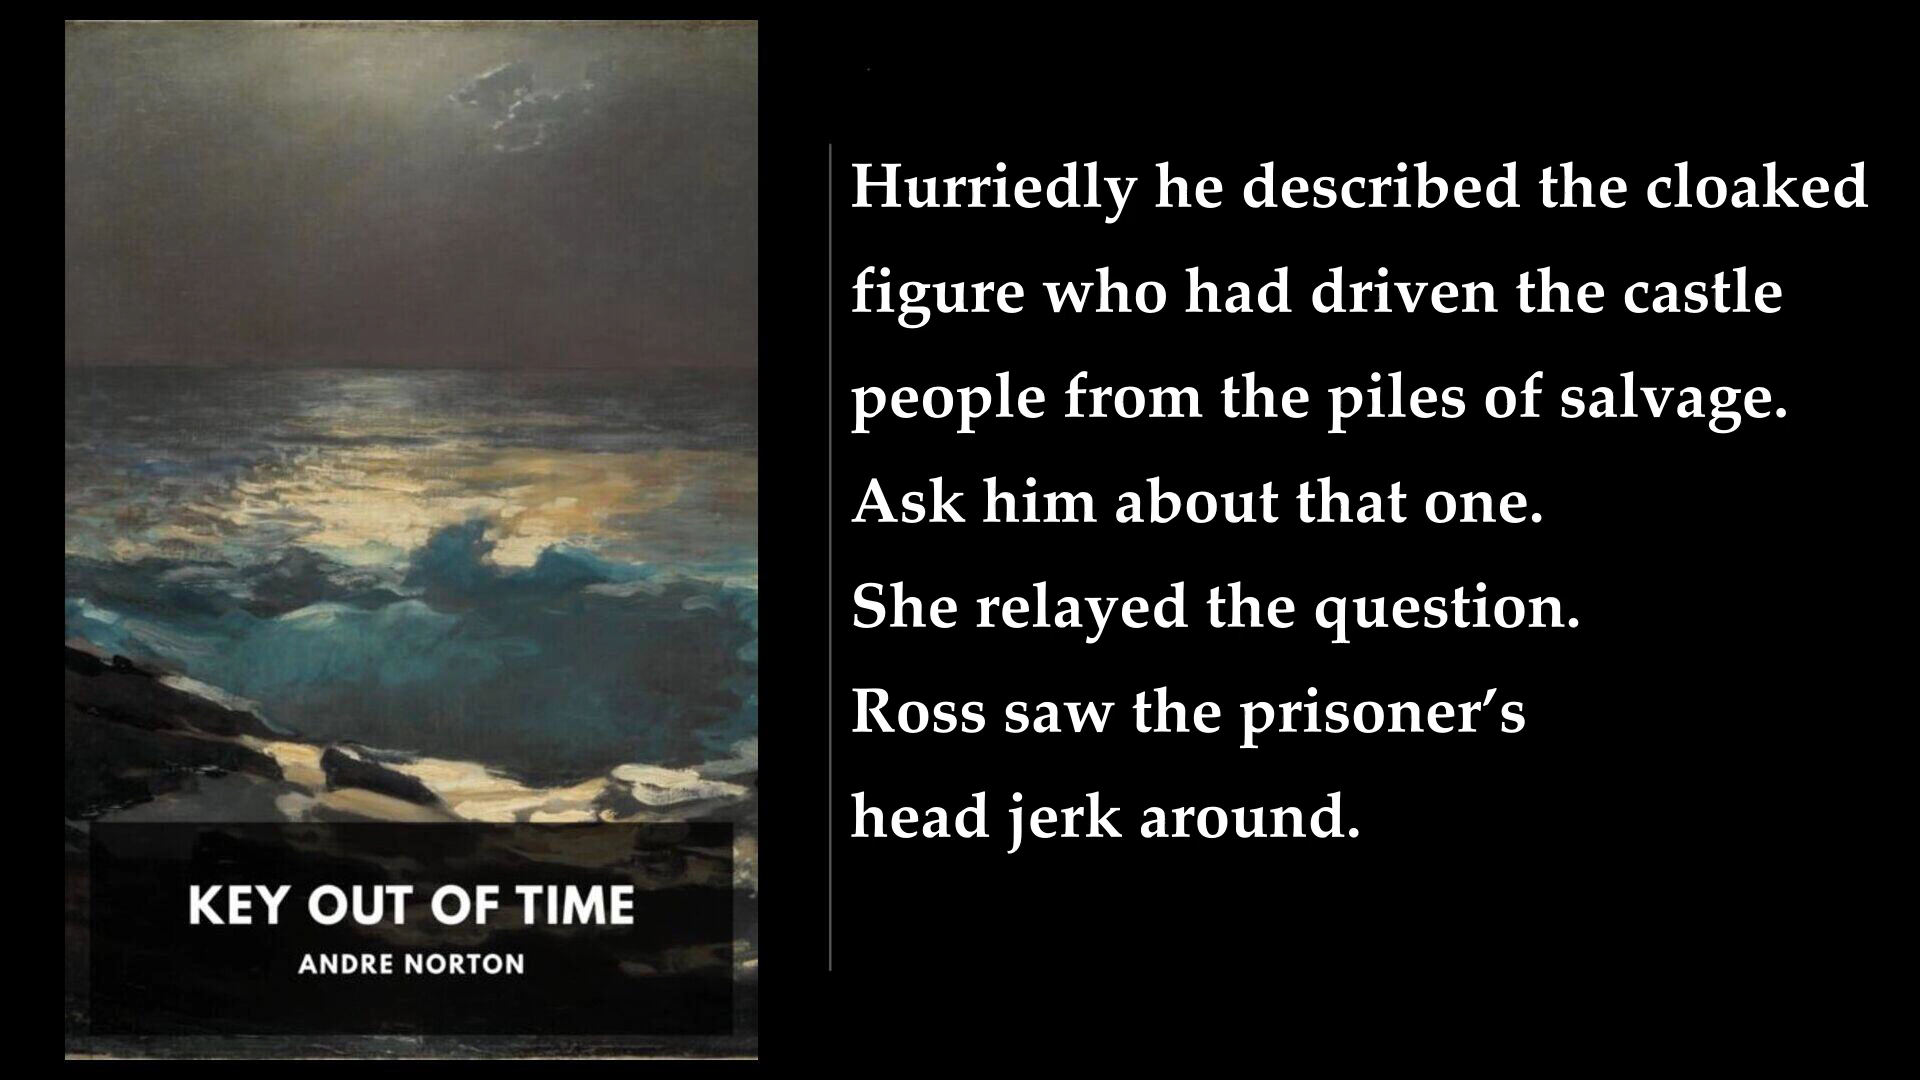 KEY OUT OF TIME
ANDRE NORTON
Hurriedly he described the cloaked
figure who had driven the castle
people from the piles of salvage.
Ask him about that one.
She relayed the question.
Ross saw the prisoner’s
head jerk around.